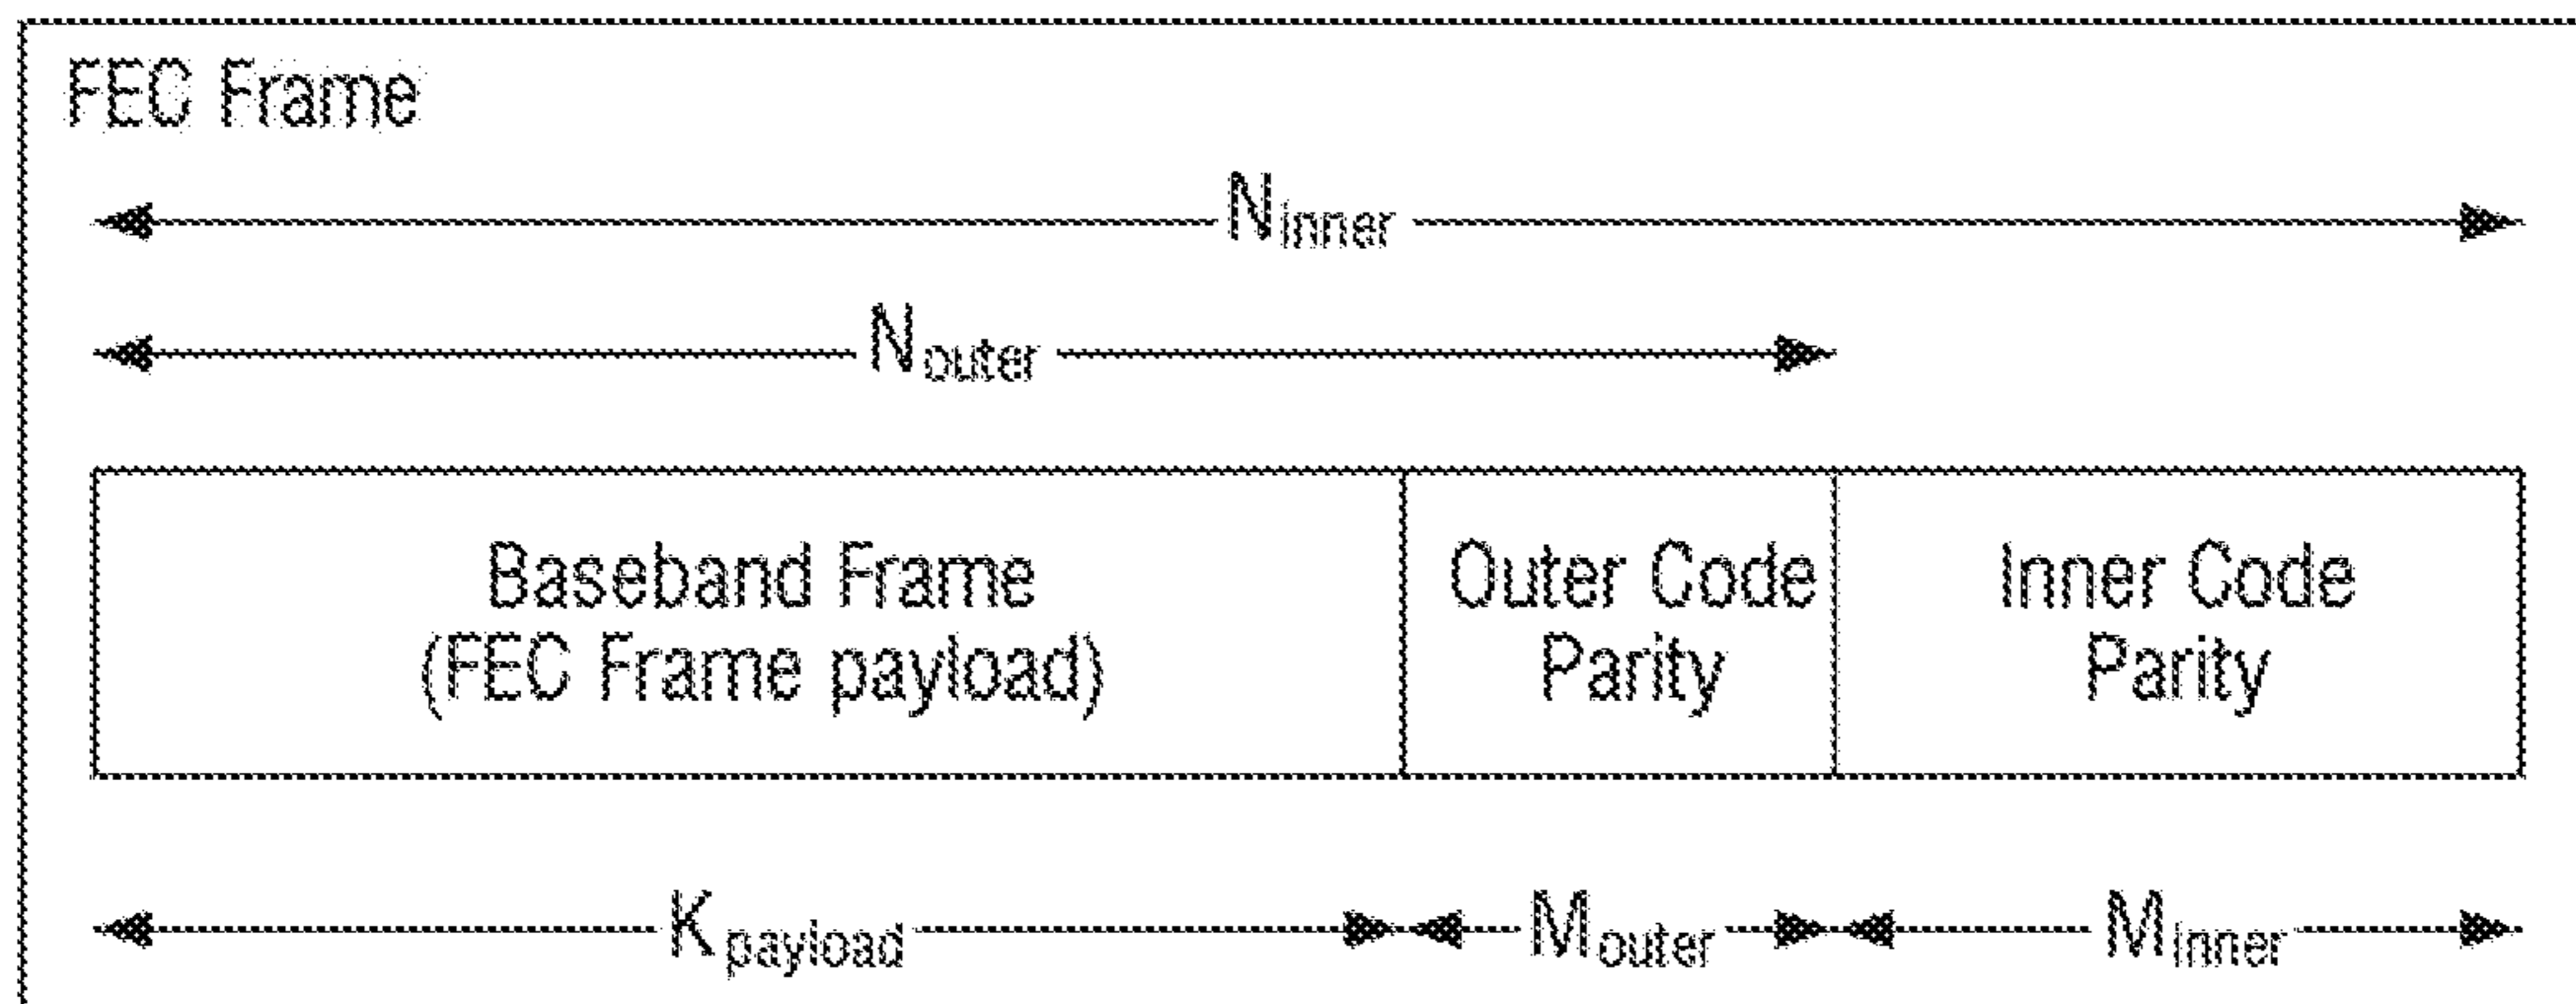 FEC Frame
Ninner
Nouter
Baseband Frame
(FEC Frame payload)
Outer Code
Parity
Inner Code
Parity
Kpayload
Mouter
Minner